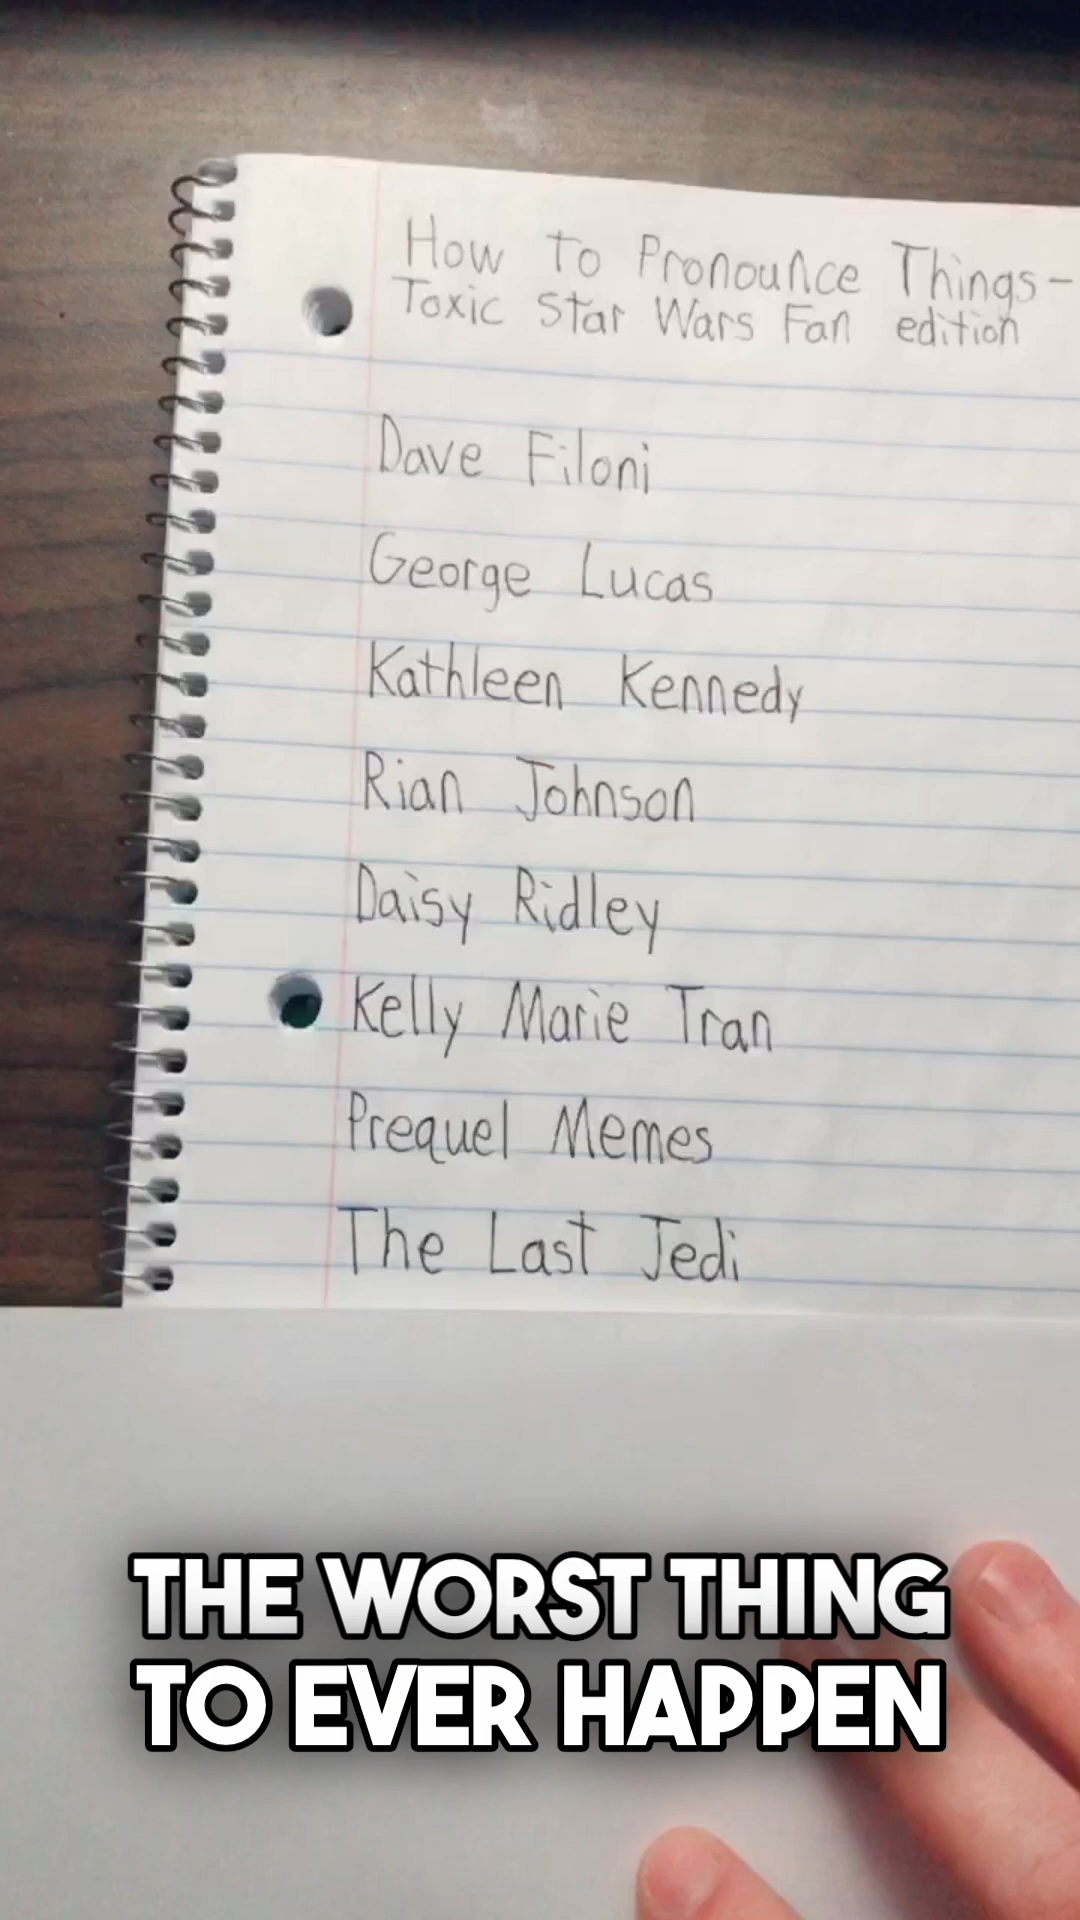 How to Pronounce Things-
Toxic Star Wars Fan edition
Dave Filoni
George Lucas
Kathleen Kennedy
Rian Johnson
Daisy Ridley
Kelly Marie Tran
Prequel Memes
The Last Jedi
THE WORST THING
TO EVER HAPPEN